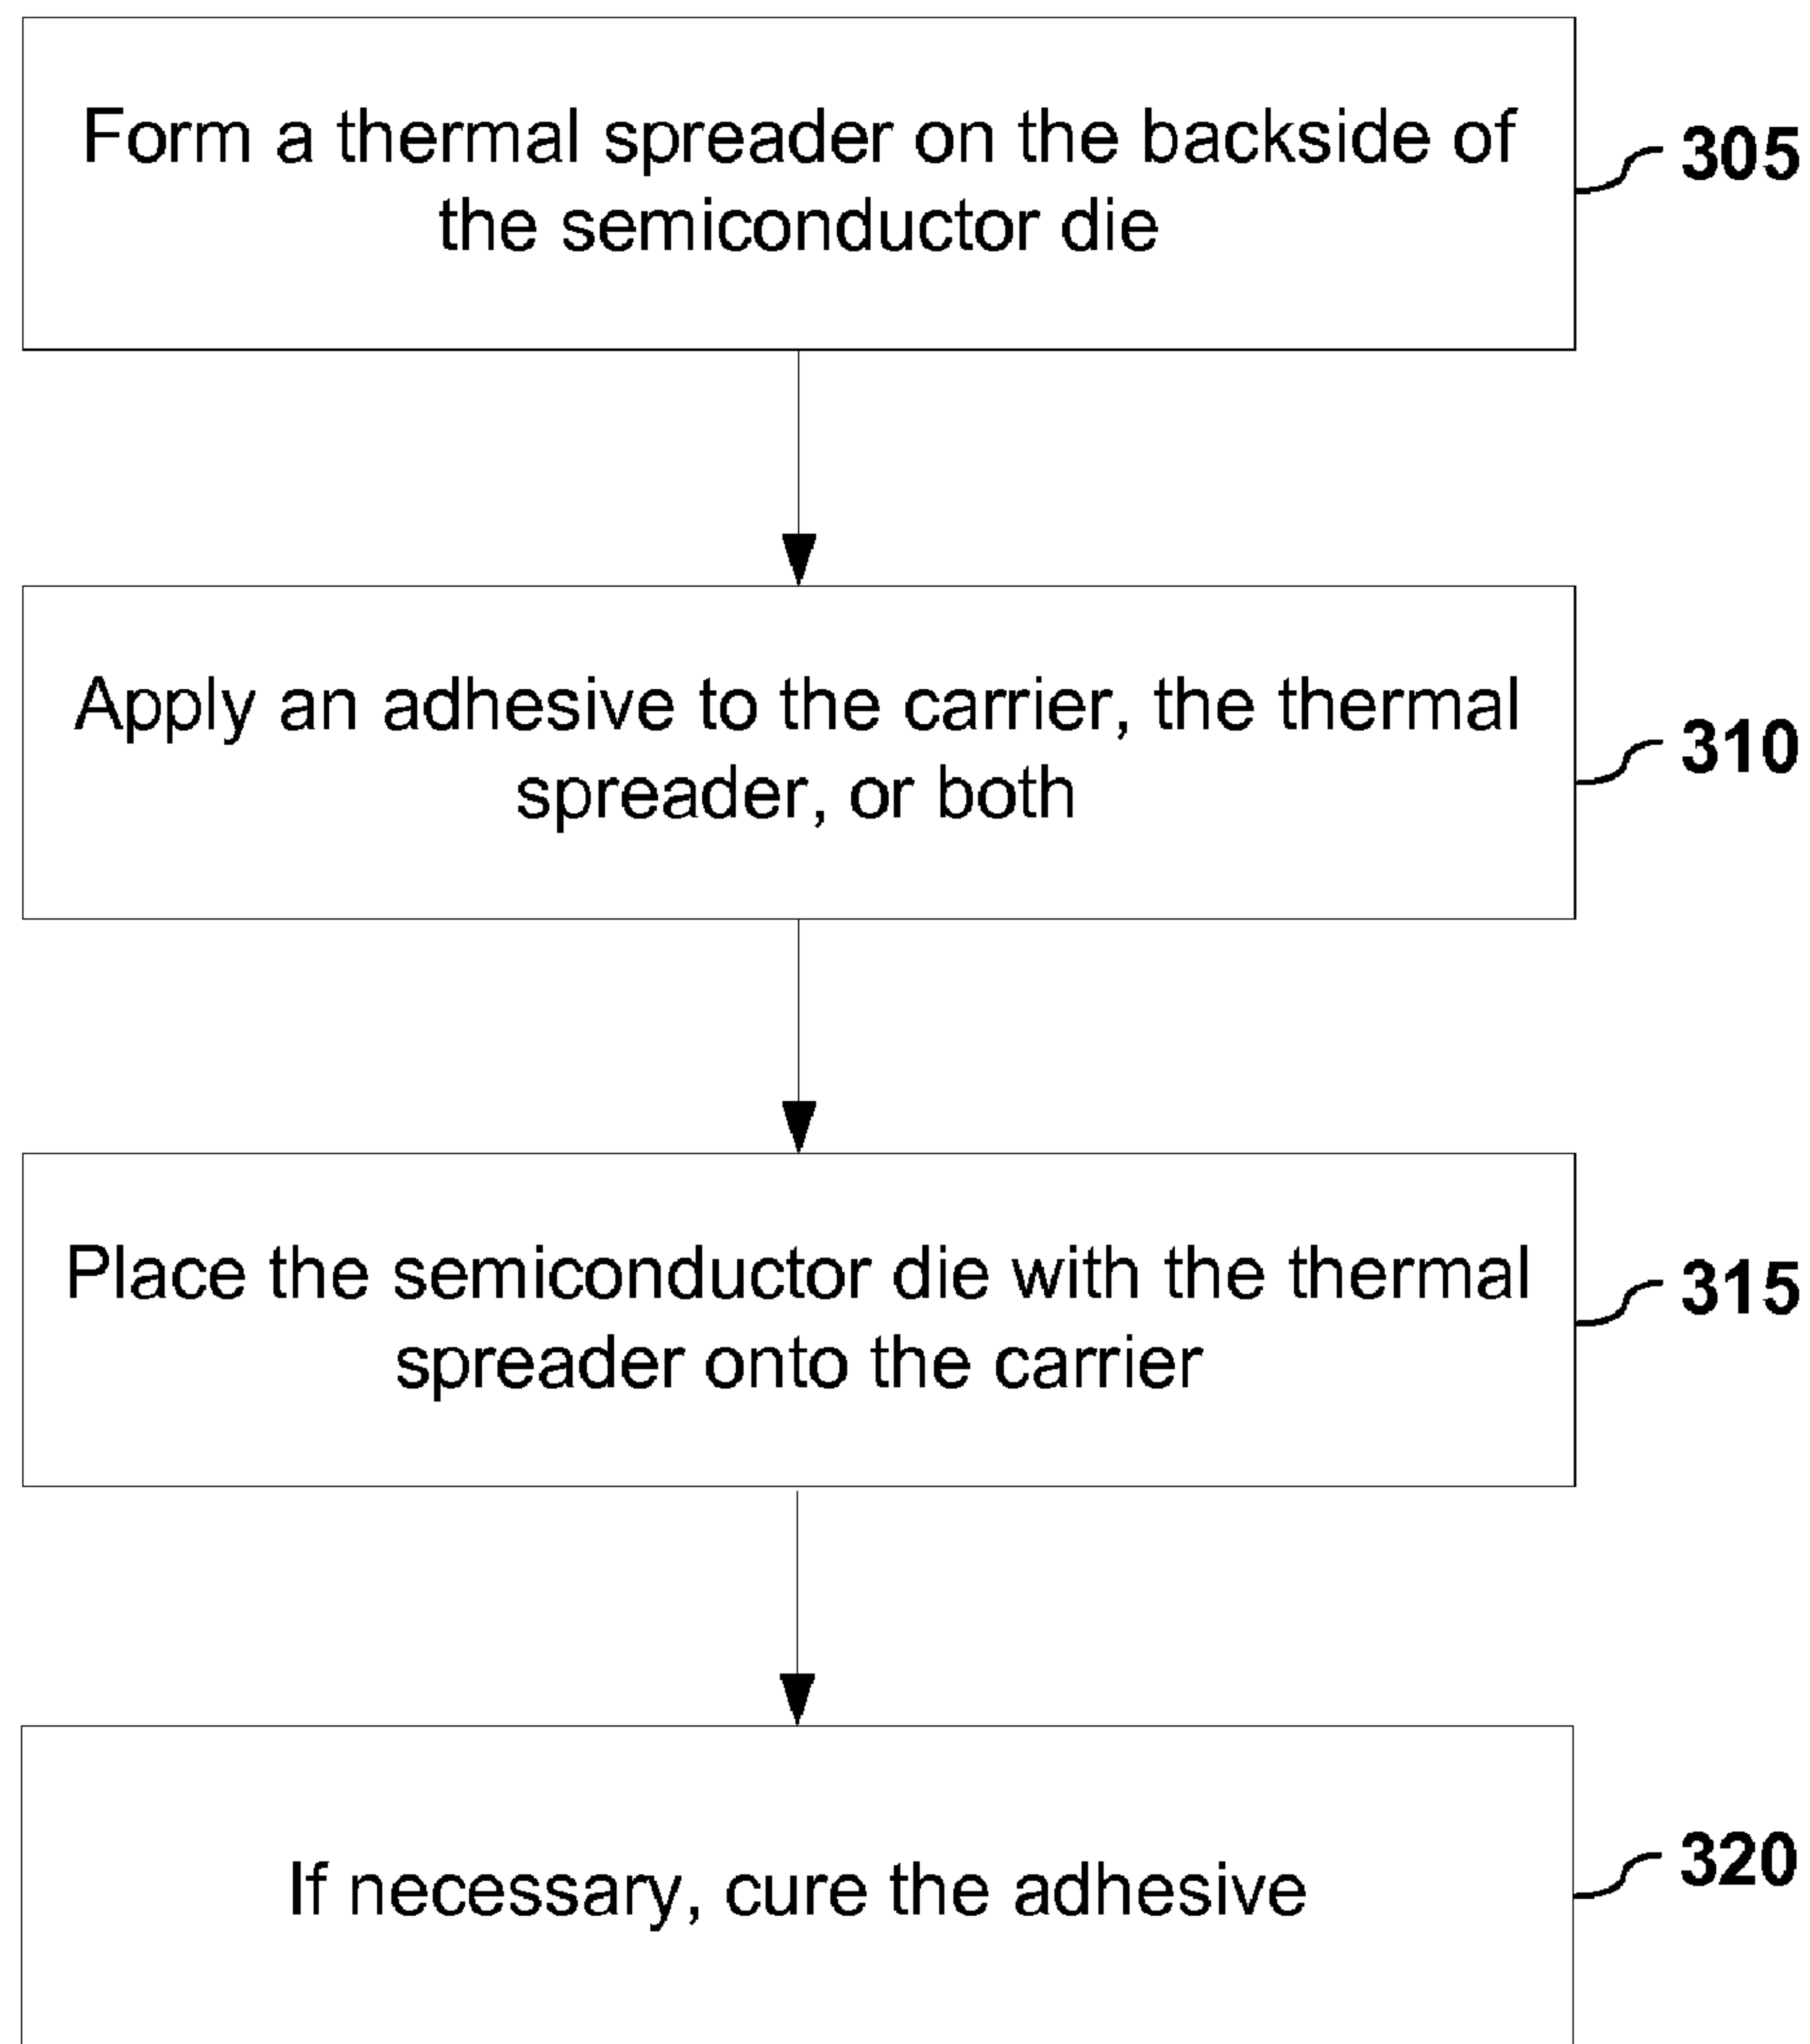 Form a thermal spreader on the backside of
the semiconductor die
305
Apply an adhesive to the carrier, the thermal
spreader, or both
310
Place the semiconductor die with the thermal
spreader onto the carrier
315
If necessary, cure the adhesive
320